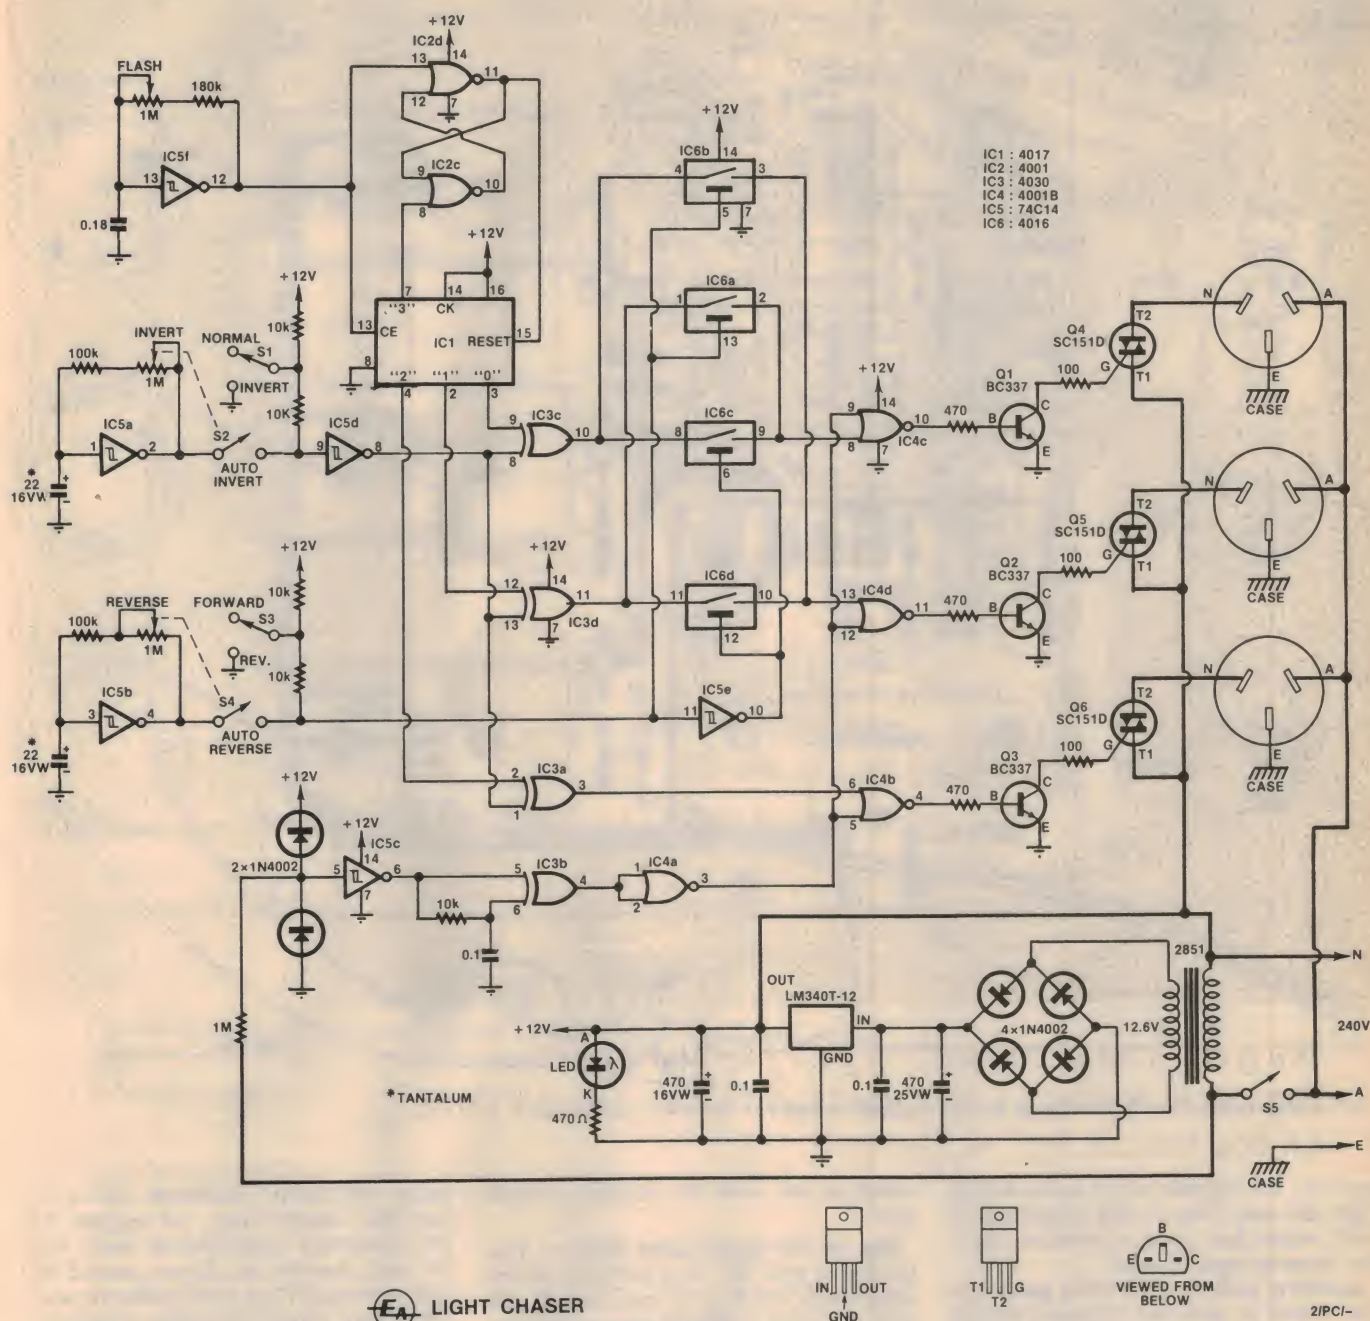 +12V
IC2d
13
14
11
12
7
FLASH
1M
180k
IC5f
13
12
0.18
9
IC2c
10
8
+12V
7
14
16
"3"
CK
13
CE
IC1
RESET
15
8
"2"
"1"
"0"
4
2
3
+12V
IC6b
14
4
3
5
7
IC6a
1
2
13
IC6c
8
9
6
IC6d
11
10
12
IC5e
11
10
IC1 : 4017
IC2 : 4001
IC3 : 4030
IC4 : 4001B
IC5 : 74C14
IC6 : 4016
+12V
10k
NORMAL
S1
INVERT
10K
INVERT
100k
1M
IC5a
1
2
S2
AUTO
INVERT
IC5d
9
8
*
22
16VW
+
-
9
IC3c
10
8
+12V
12
14
11
13
7
IC3d
+12V
10k
REVERSE
FORWARD
S3
REV.
10k
100k
1M
IC5b
3
4
S4
AUTO
REVERSE
*
22
16VW
+
-
2
IC3a
3
1
+12V
9
14
10
8
7
IC4c
470
B
Q1
BC337
C
E
100
Q4
SC151D
T2
G
T1
N
A
E
CASE
13
IC4d
11
12
470
B
Q2
BC337
C
E
100
Q5
SC151D
T2
G
T1
N
A
E
CASE
6
IC4b
4
5
470
B
Q3
BC337
C
E
100
Q6
SC151D
T2
G
T1
N
A
E
CASE
+12V
2×1N4002
+12V
IC5c
5
14
6
7
10k
0.1
5
IC3b
4
6
1
IC4a
3
2
1M
+12V
A
LED
λ
K
470Ω
470
16VW
+
-
0.1
OUT
LM340T-12
IN
GND
0.1
470
25VW
+
-
4×1N4002
12.6V
2851
N
240V
S5
A
E
CASE
*TANTALUM
EA LIGHT CHASER
IN
OUT
GND
T1
G
T2
B
E
C
VIEWED FROM
BELOW
2/PC/-